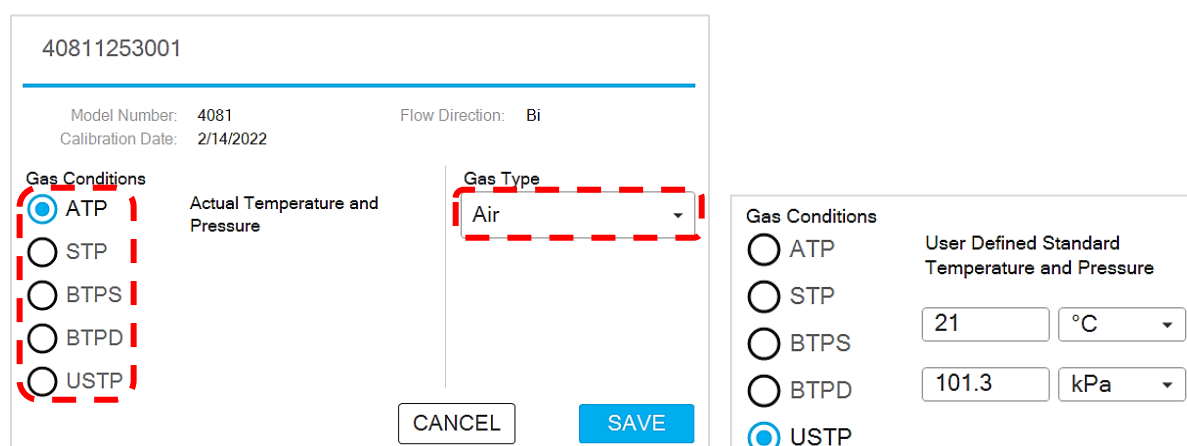 40811253001
Model Number: 4081 Flow Direction: Bi
Calibration Date: 2/14/2022
Gas Conditions
ATP
STP
BTPS
BTPD
USTP
Actual Temperature and
Pressure
Gas Type
Air
CANCEL SAVE
Gas Conditions
ATP
STP
BTPS
BTPD
USTP
User Defined Standard
Temperature and Pressure
21 °C
101.3 kPa